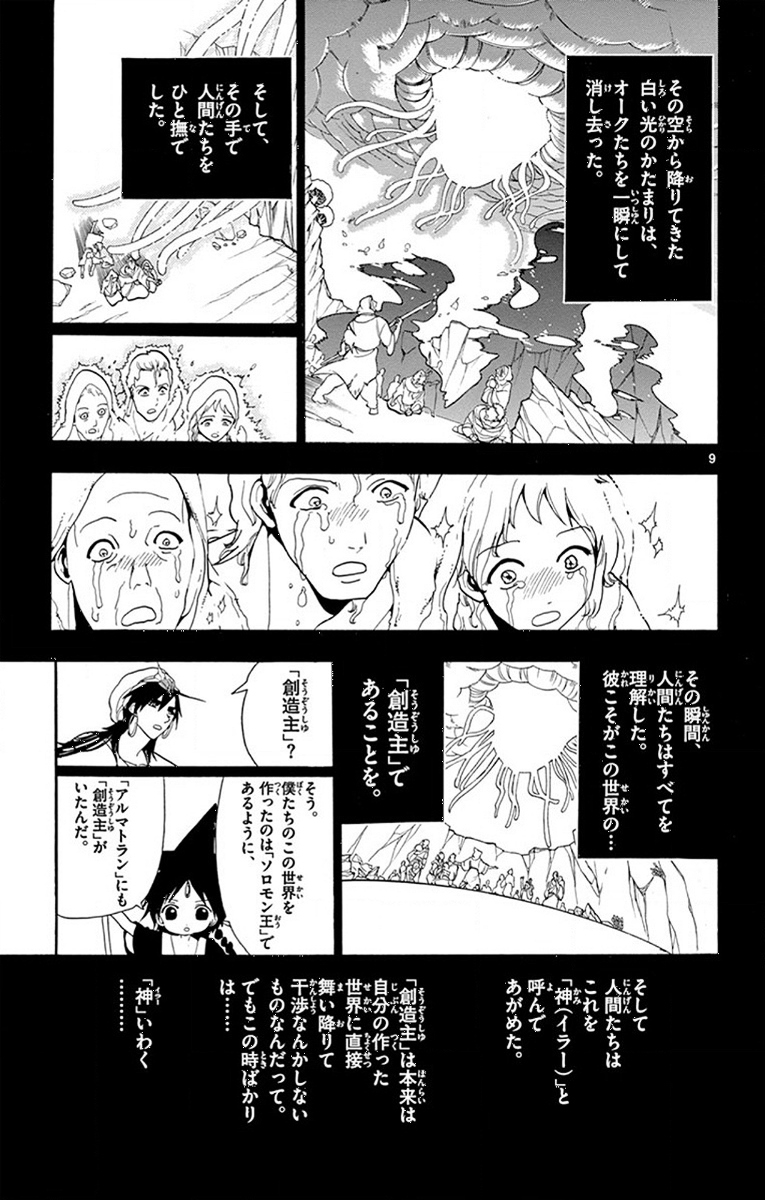 その空から降りてきた
白い光のかたまりは、
オークたちを一瞬にして
消し去った。
そして、
その手で
人間たちを
ひと撫で
した。
9
その瞬間、
人間たちはすべてを
理解した。
彼こそがこの世界の…
「創造主」で
あることを。
「創造主」？
そう。
僕たちのこの世界を
作ったのは「ソロモン王」で
あるように、
「アルマトラン」にも
「創造主」が
いたんだ。
そして
人間たちは
これを
「神（イラー）」と
呼んで
あがめた。
「創造主」は本来は
自分の作った
世界に直接
舞い降りて
干渉なんかしない
ものなんだって。
でもこの時ばかり
は………
「神」いわく
…………